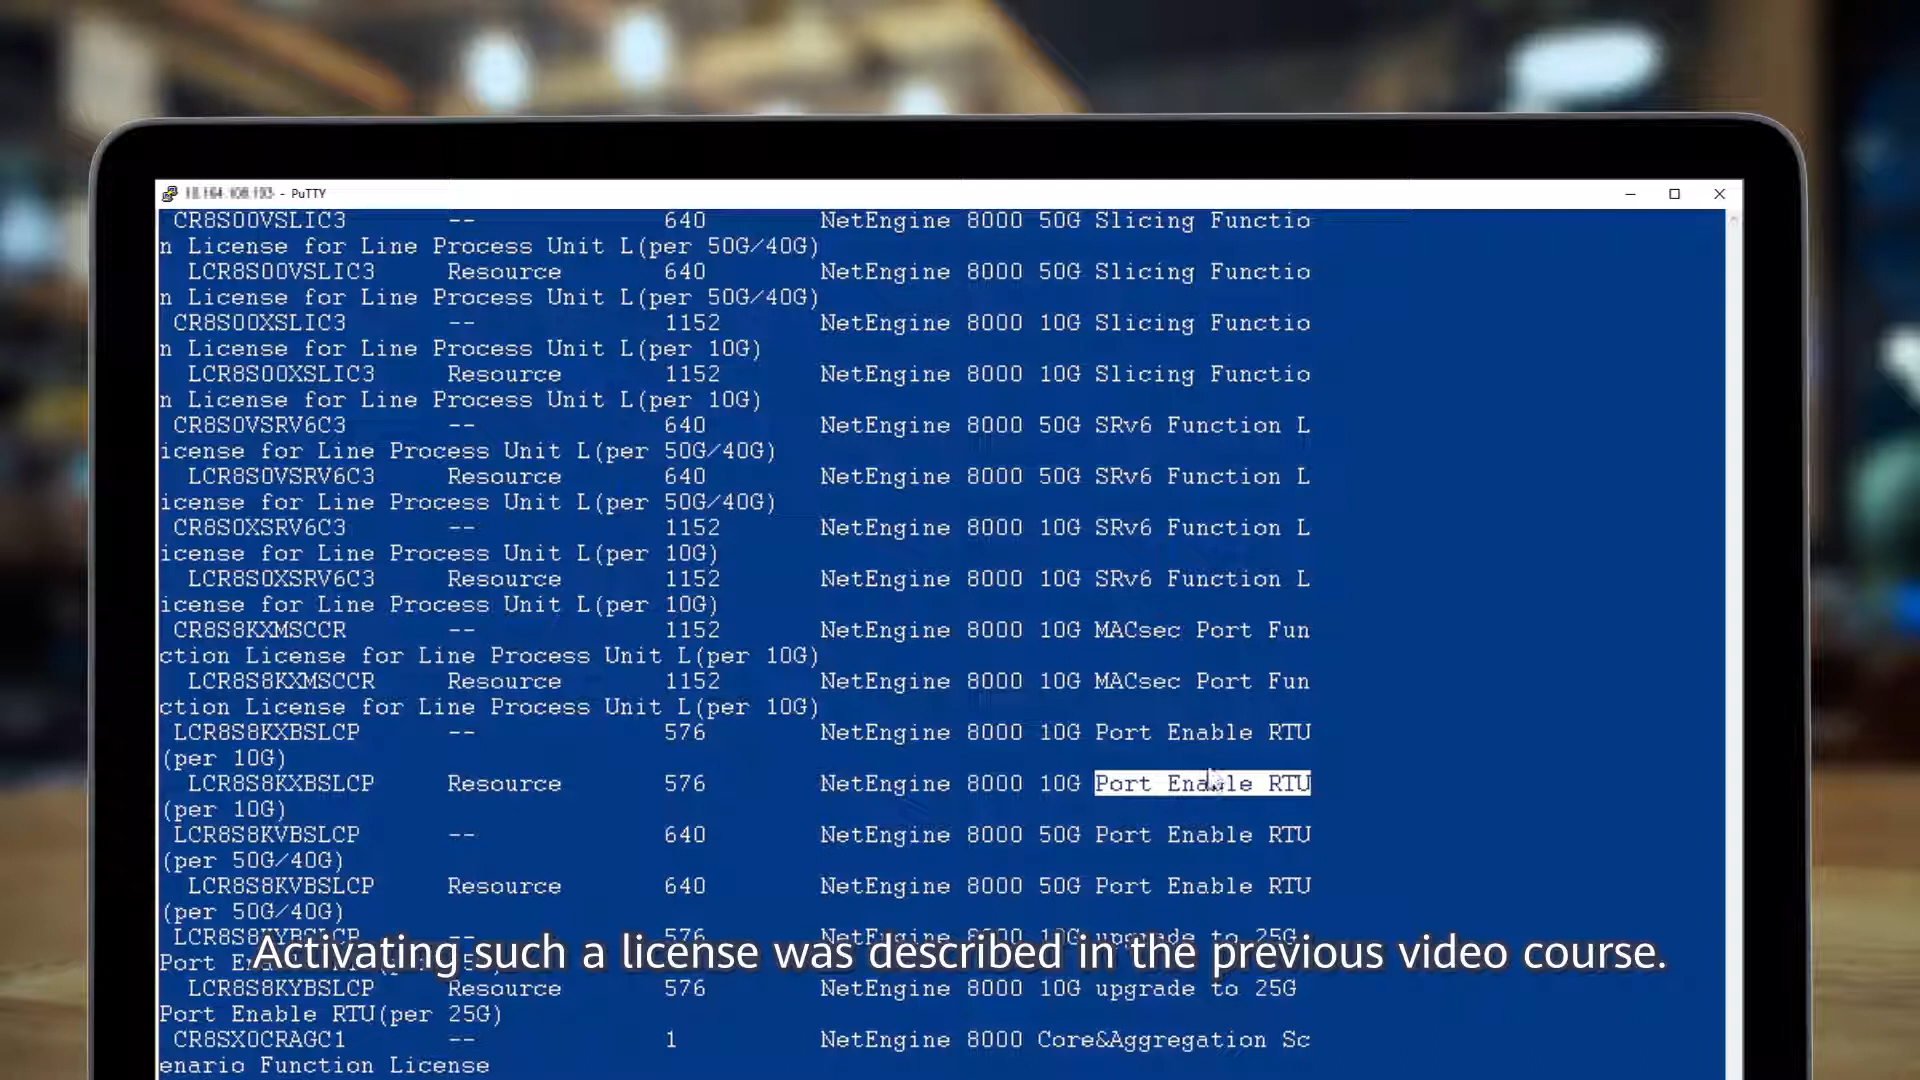 - PuTTY
CR8S00VSLIC3 -- 640 NetEngine 8000 50G Slicing Functio
n License for Line Process Unit L(per 50G/40G)
LCR8S00VSLIC3 Resource 640 NetEngine 8000 50G Slicing Functio
n License for Line Process Unit L(per 50G/40G)
CR8S00XSLIC3 -- 1152 NetEngine 8000 10G Slicing Functio
n License for Line Process Unit L(per 10G)
LCR8S00XSLIC3 Resource 1152 NetEngine 8000 10G Slicing Functio
n License for Line Process Unit L(per 10G)
CR8S0VSRV6C3 -- 640 NetEngine 8000 50G SRv6 Function L
icense for Line Process Unit L(per 50G/40G)
LCR8S0VSRV6C3 Resource 640 NetEngine 8000 50G SRv6 Function L
icense for Line Process Unit L(per 50G/40G)
CR8S0XSRV6C3 -- 1152 NetEngine 8000 10G SRv6 Function L
icense for Line Process Unit L(per 10G)
LCR8S0XSRV6C3 Resource 1152 NetEngine 8000 10G SRv6 Function L
icense for Line Process Unit L(per 10G)
CR8S8KXMSCCR -- 1152 NetEngine 8000 10G MACsec Port Fun
ction License for Line Process Unit L(per 10G)
LCR8S8KXMSCCR Resource 1152 NetEngine 8000 10G MACsec Port Fun
ction License for Line Process Unit L(per 10G)
LCR8S8KXBSLCP -- 576 NetEngine 8000 10G Port Enable RTU
(per 10G)
LCR8S8KXBSLCP Resource 576 NetEngine 8000 10G Port Enable RTU
(per 10G)
LCR8S8KVBSLCP -- 640 NetEngine 8000 50G Port Enable RTU
(per 50G/40G)
LCR8S8KVBSLCP Resource 640 NetEngine 8000 50G Port Enable RTU
(per 50G/40G)
LCR8S8KYBSLCP -- 576 NetEngine 8000 10G upgrade to 25G
Activating such a license was described in the previous video course.
LCR8S8KYBSLCP Resource 576 NetEngine 8000 10G upgrade to 25G
Port Enable RTU(per 25G)
CR8SX0CRAGC1 -- 1 NetEngine 8000 Core&Aggregation Sc
enario Function License